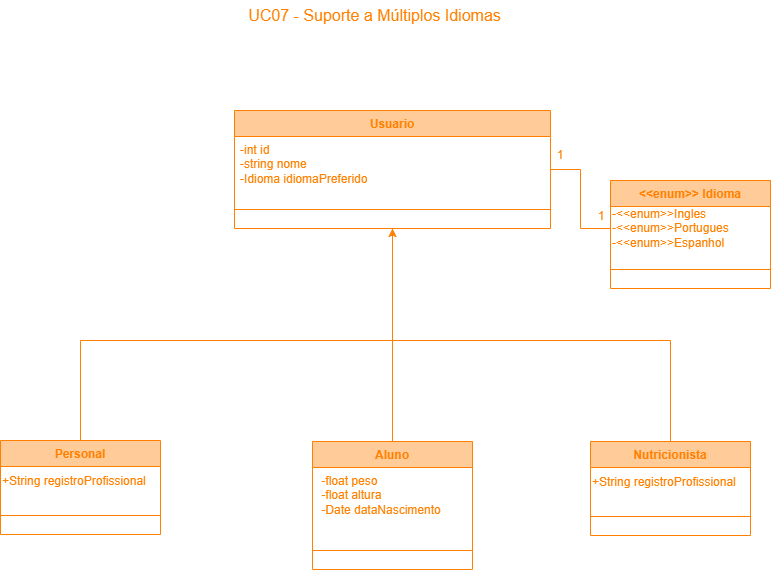 UC07 - Suporte a Múltiplos Idiomas
Usuario
-int id
-string nome
-Idioma idiomaPreferido
1
<<enum>> Idioma
1
-<<enum>>Ingles
-<<enum>>Portugues
-<<enum>>Espanhol
Personal
+String registroProfissional
Aluno
-float peso
-float altura
-Date dataNascimento
Nutricionista
+String registroProfissional